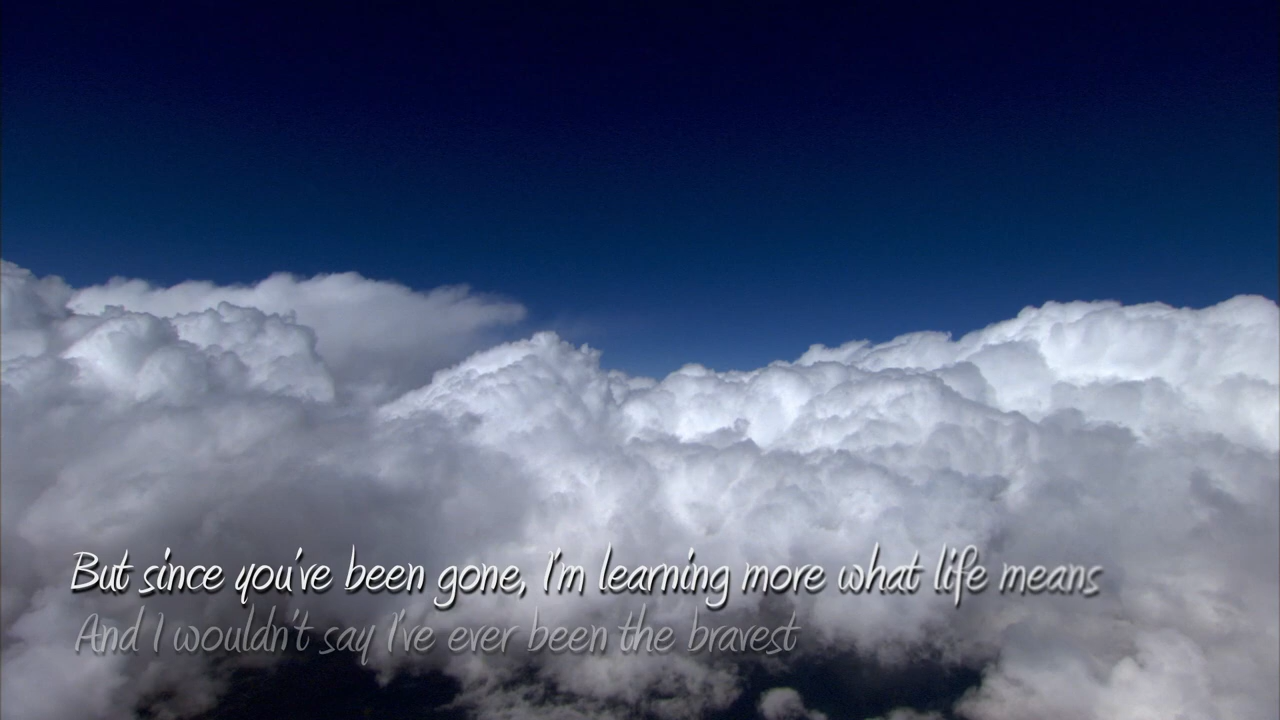 But since you've been gone, I'm learning more what life means
And I wouldn't say I've ever been the bravest